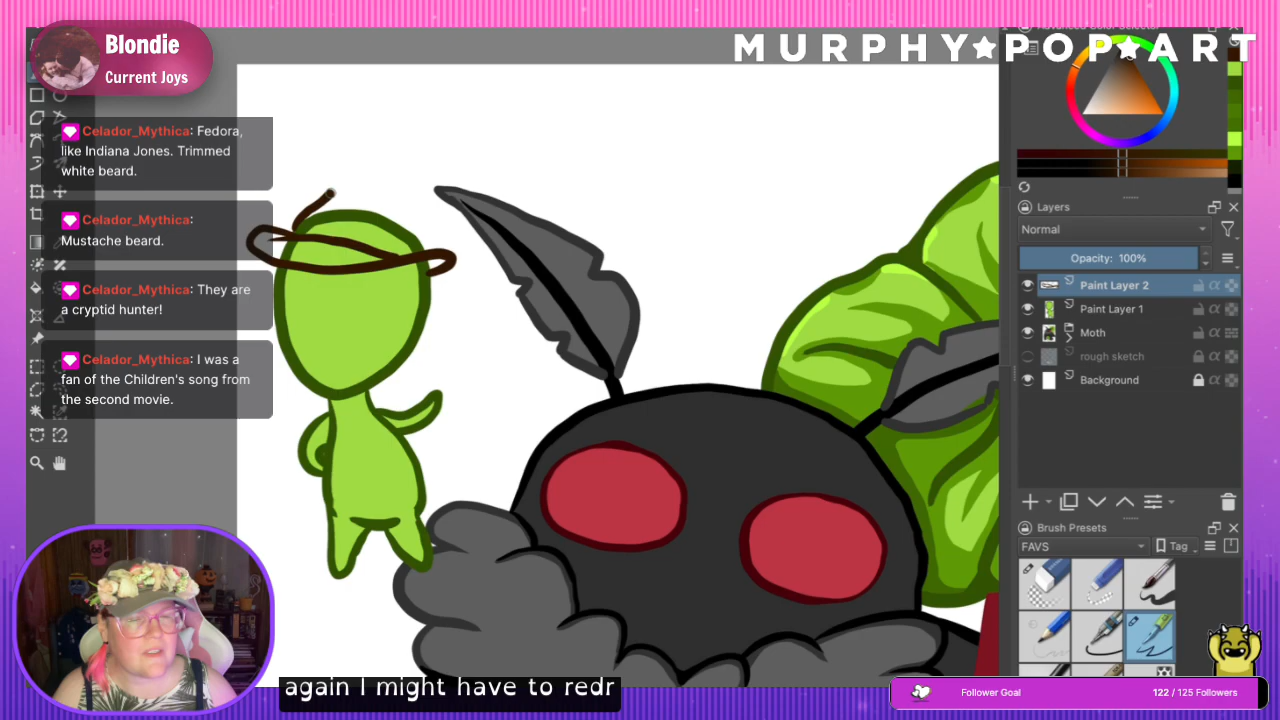 Blondie
Current Joys
MURPHY★POP★ART
Celador_Mythica: Fedora,
like Indiana Jones. Trimmed
white beard.
Celador_Mythica:
Mustache beard.
Celador_Mythica: They are
a cryptid hunter!
Celador_Mythica: I was a
fan of the Children's song from
the second movie.
Advanced Color Selector
Layers
Normal
Opacity: 100%
Paint Layer 2
Paint Layer 1
Moth
rough sketch
Background
Brush Presets
FAVS
Tag
again I might have to redr
Follower Goal
122 / 125 Followers